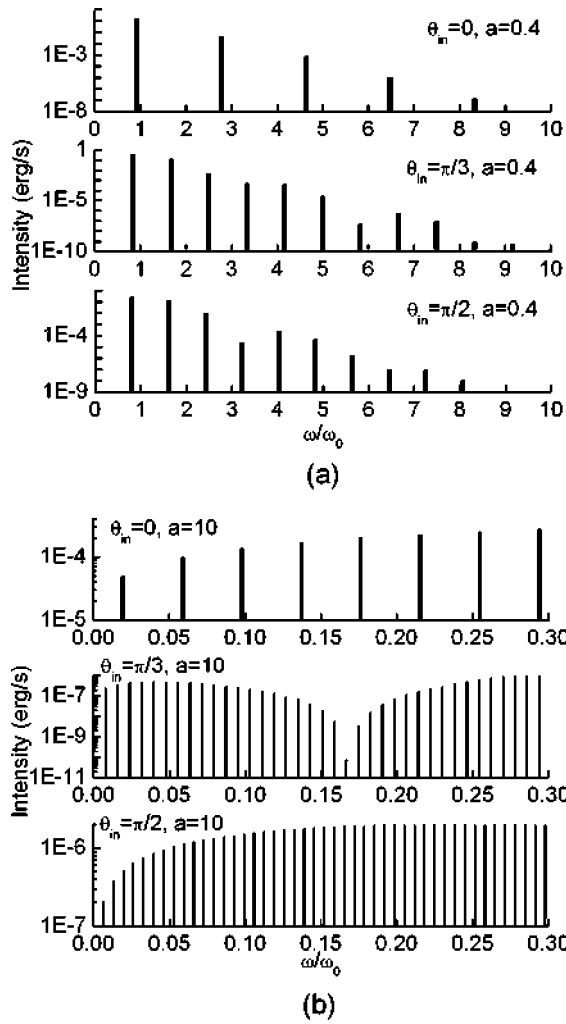 θin=0, a=0.4
1E-3
1E-8
0 1 2 3 4 5 6 7 8 9 10
Intensity (erg/s)
1
θin=π/3, a=0.4
1E-5
1E-10
0 1 2 3 4 5 6 7 8 9 10
θin=π/2, a=0.4
1E-4
1E-9
0 1 2 3 4 5 6 7 8 9 10
ω/ω0
(a)
θin=0, a=10
1E-4
1E-5
0.00 0.05 0.10 0.15 0.20 0.25 0.30
Intensity (erg/s)
θin=π/3, a=10
1E-7
1E-9
1E-11
0.00 0.05 0.10 0.15 0.20 0.25 0.30
θin=π/2, a=10
1E-6
1E-7
0.00 0.05 0.10 0.15 0.20 0.25 0.30
ω/ω0
(b)